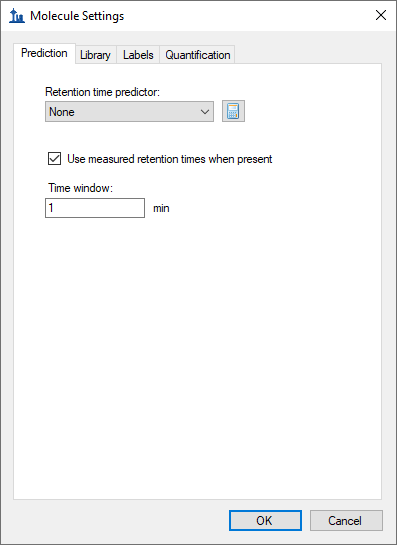 Molecule Settings
Prediction Library Labels Quantification
Retention time predictor:
None
Use measured retention times when present
Time window:
1 min
OK Cancel